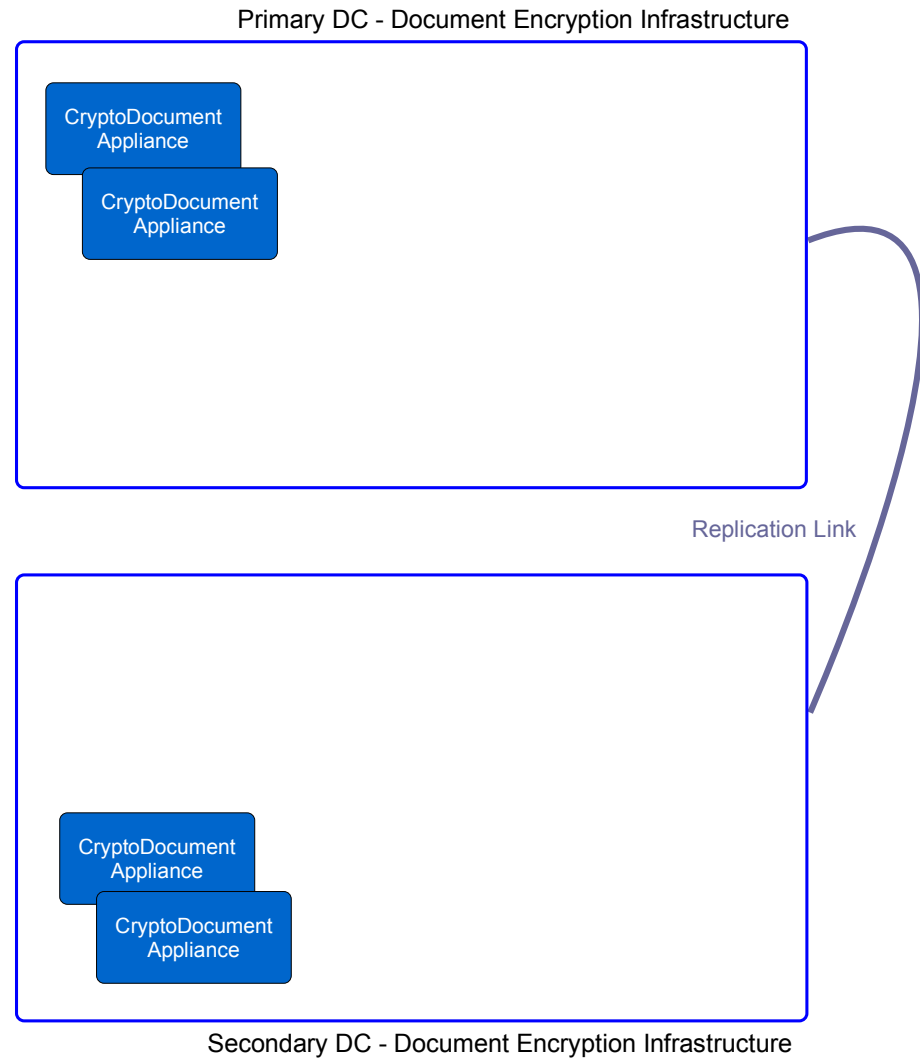 Primary DC - Document Encryption Infrastructure
CryptoDocument
Appliance
CryptoDocument
Appliance
Replication Link
CryptoDocument
Appliance
CryptoDocument
Appliance
Secondary DC - Document Encryption Infrastructure